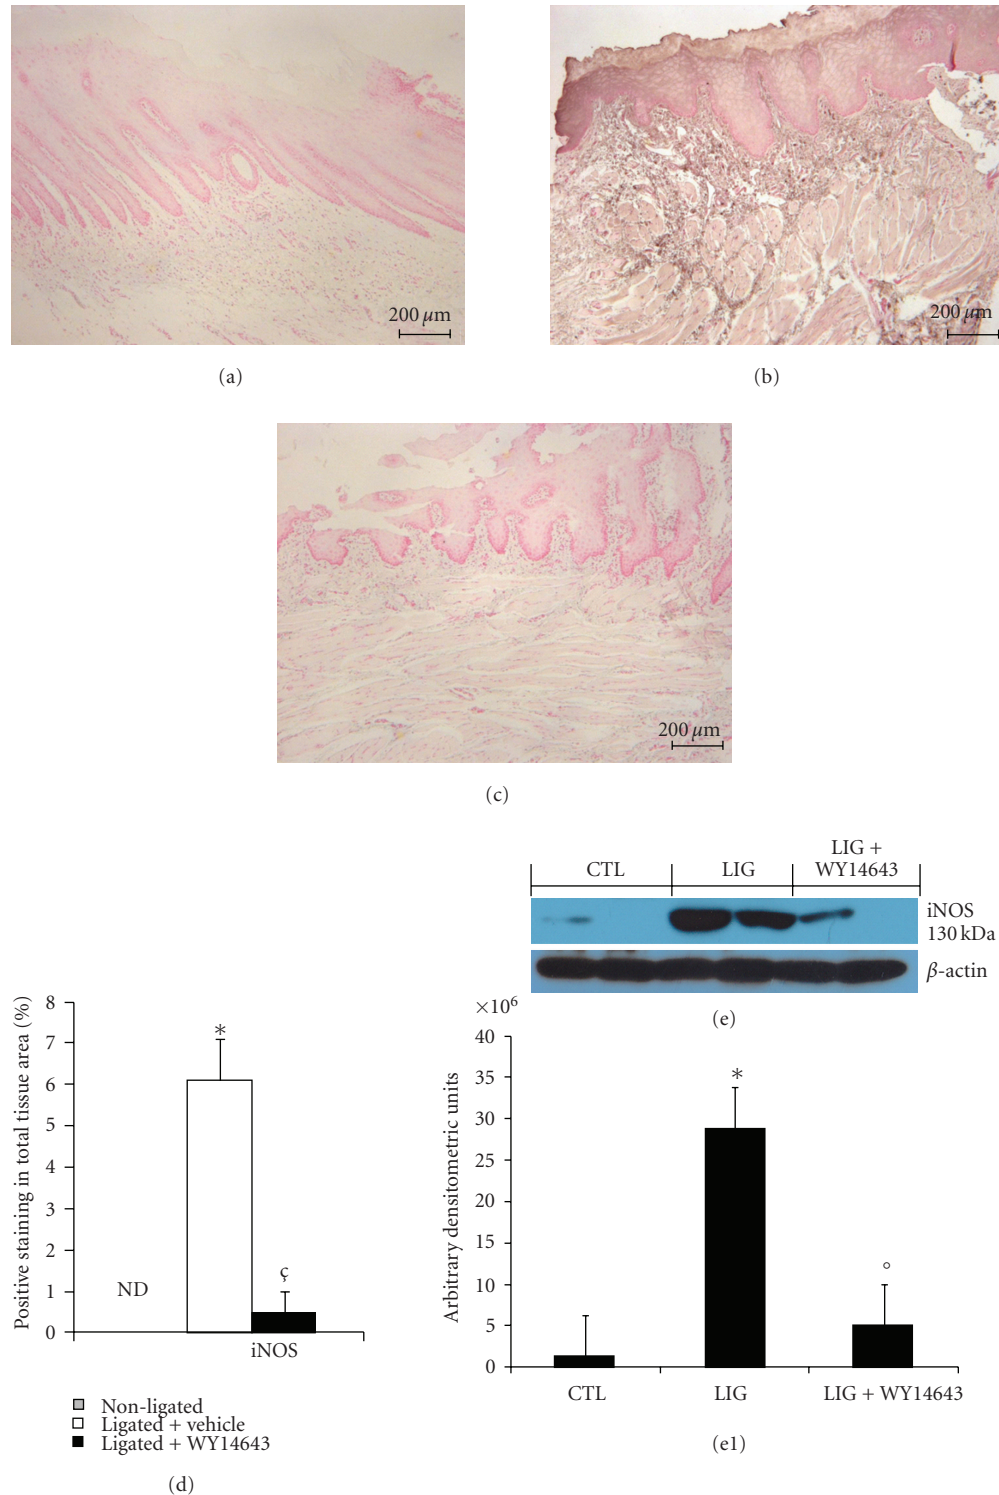 200 µm
(a)
200 µm
(b)
200 µm
(c)
CTL
LIG
LIG +
WY14643
iNOS
130 kDa
β-actin
(e)
Positive staining in total tissue area (%)
8
7
6
5
4
3
2
1
0
ND
*
ç
iNOS
Non-ligated
Ligated + vehicle
Ligated + WY14643
(d)
×10⁶
Arbitrary densitometric units
40
35
30
25
20
15
10
5
0
*
°
CTL
LIG
LIG + WY14643
(e1)